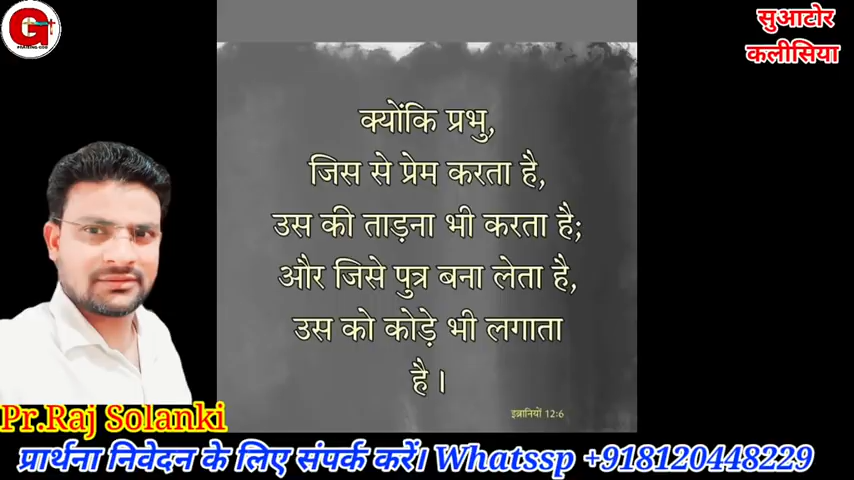 G
सुआटोर
कलीसिया
क्योंकि प्रभु,
जिस से प्रेम करता है,
उस की ताड़ना भी करता है;
और जिसे पुत्र बना लेता है,
उस को कोड़े भी लगाता
है।
इब्रानियों 12:6
Pr.Raj Solanki
प्रार्थना निवेदन के लिए संपर्क करें। Whatssp +918120448229